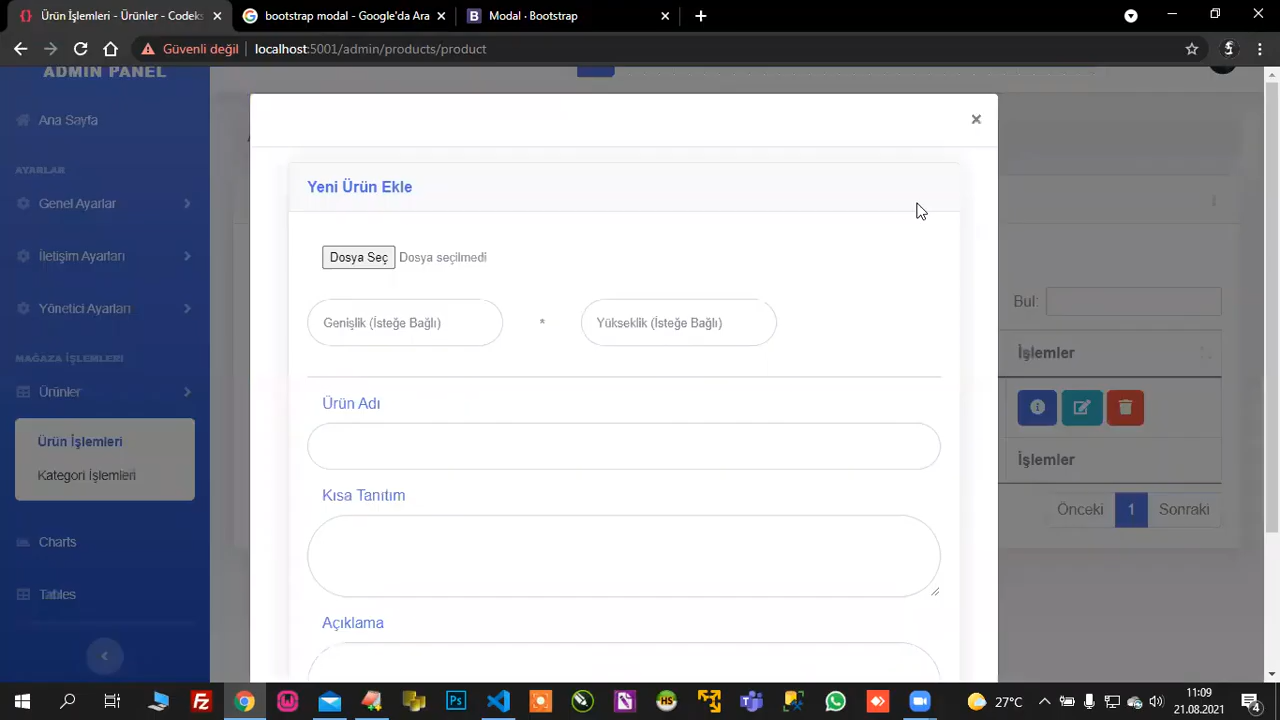 Ürün İşlemleri - Ürünler - Codek
bootstrap modal - Google'da Ara
Modal · Bootstrap
Güvenli değil
localhost:5001/admin/products/product
ADMIN PANEL
Ana Sayfa
AYARLAR
Genel Ayarlar
İletişim Ayarları
Yönetici Ayarları
MAĞAZA İŞLEMLERİ
Ürünler
Ürün İşlemleri
Kategori İşlemleri
Charts
Tables
×
Yeni Ürün Ekle
Dosya Seç Dosya seçilmedi
Genişlik (İsteğe Bağlı) * Yükseklik (İsteğe Bağlı)
Ürün Adı
Kısa Tanıtım
Açıklama
Bul:
İşlemler
İşlemler
Önceki 1 Sonraki
27°C
11:09
21.08.2021
4